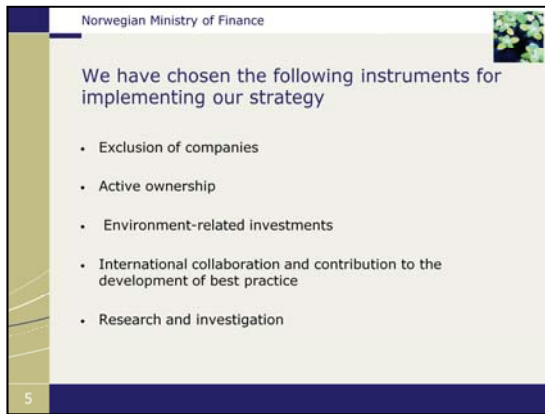 Norwegian Ministry of Finance
We have chosen the following instruments for
implementing our strategy
• Exclusion of companies
• Active ownership
• Environment-related investments
• International collaboration and contribution to the
development of best practice
• Research and investigation
5